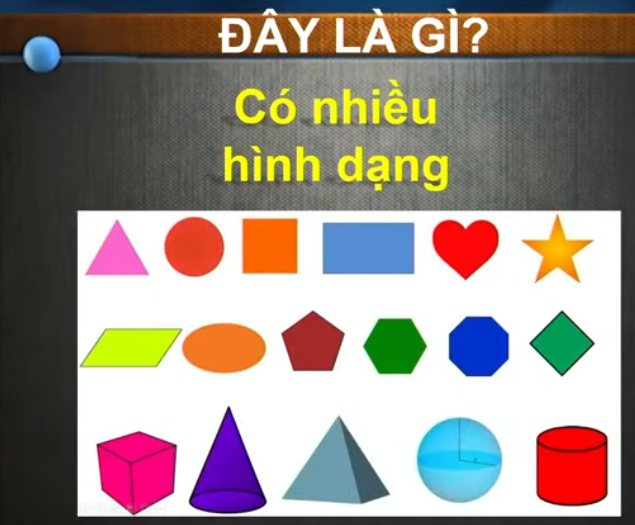 ĐÂY LÀ GÌ?
Có nhiều
hình dạng